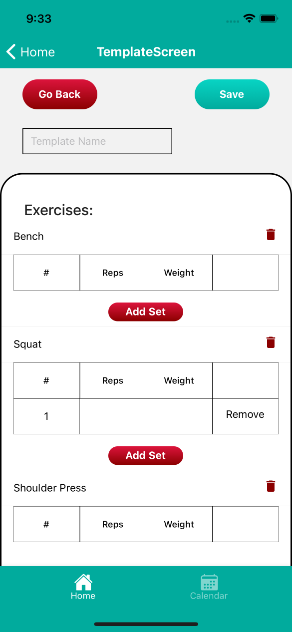 9:33
Home TemplateScreen
Go Back Save
Template Name
Exercises:
Bench
# Reps Weight
Add Set
Squat
# Reps Weight
1 Remove
Add Set
Shoulder Press
# Reps Weight
Home Calendar